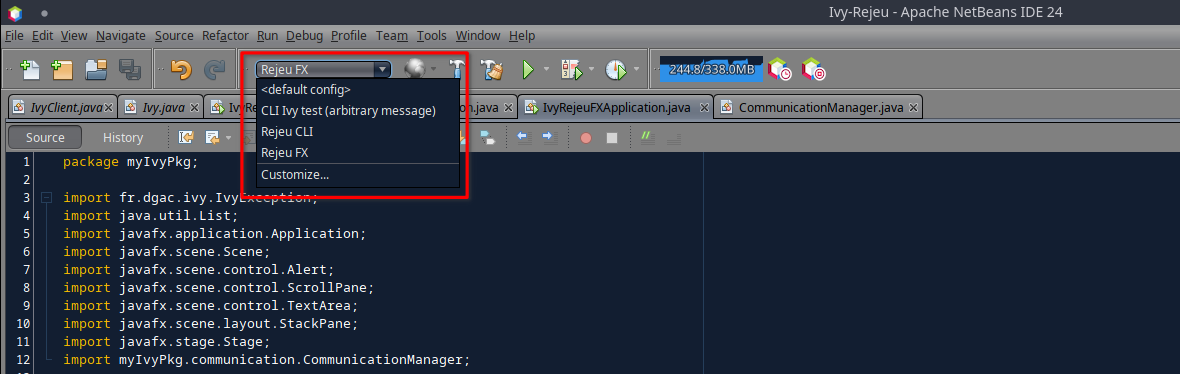 Ivy-Rejeu - Apache NetBeans IDE 24
File Edit View Navigate Source Refactor Run Debug Profile Team Tools Window Help
Rejeu FX
244.8/338.0MB
<default config>
CLI Ivy test (arbitrary message)
Rejeu CLI
Rejeu FX
Customize...
IvyClient.java Ivy.java IvyRe on.java IvyRejeuFXApplication.java CommunicationManager.java
Source History
1 package myIvyPkg;
2
3 import fr.dgac.ivy.IvyException;
4 import java.util.List;
5 import javafx.application.Application;
6 import javafx.scene.Scene;
7 import javafx.scene.control.Alert;
8 import javafx.scene.control.ScrollPane;
9 import javafx.scene.control.TextArea;
10 import javafx.scene.layout.StackPane;
11 import javafx.stage.Stage;
12 import myIvyPkg.communication.CommunicationManager;